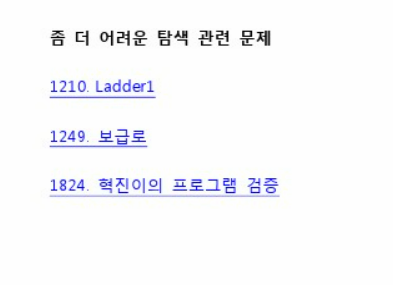 좀 더 어려운 탐색 관련 문제
1210. Ladder1
1249. 보급로
1824. 혁진이의 프로그램 검증